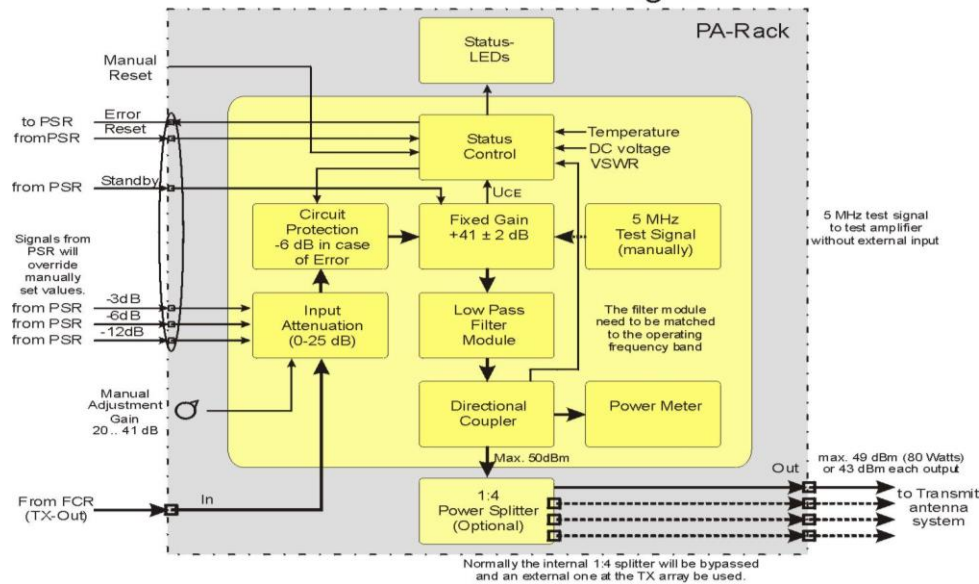 PA-Rack
Status-
LEDs
Manual
Reset
to PSR
Error
Reset
fromPSR
Status
Control
Temperature
DC voltage
VSWR
from PSR
Standby
UCE
Circuit
Protection
-6 dB in case
of Error
Fixed Gain
+41 ± 2 dB
5 MHz
Test Signal
(manually)
5 MHz test signal
to test amplifier
without external input
Signals from
PSR will
override
manually
set values.
from PSR
-3dB
from PSR
-6dB
from PSR
-12dB
Input
Attenuation
(0-25 dB)
Low Pass
Filter
Module
The filter module
need to be matched
to the operating
frequency band
Manual
Adjustment
Gain
20 .. 41 dB
Directional
Coupler
Power Meter
Max. 50dBm
From FCR
(TX-Out)
In
1:4
Power Splitter
(Optional)
Out
max. 49 dBm (80 Watts)
or 43 dBm each output
to Transmit
antenna
system
Normally the internal 1:4 splitter will be bypassed
and an external one at the TX array be used.